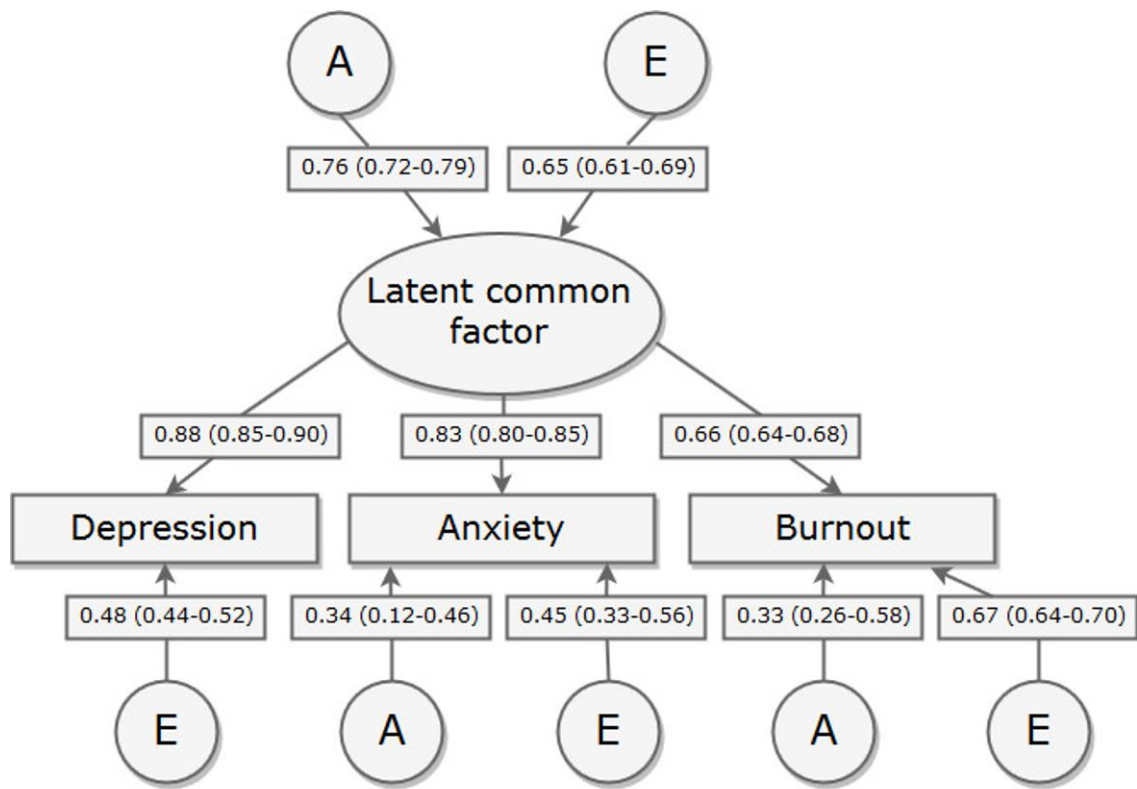 A
E
0.76 (0.72-0.79)
0.65 (0.61-0.69)
Latent common
factor
0.88 (0.85-0.90)
0.83 (0.80-0.85)
0.66 (0.64-0.68)
Depression
Anxiety
Burnout
0.48 (0.44-0.52)
0.34 (0.12-0.46)
0.45 (0.33-0.56)
0.33 (0.26-0.58)
0.67 (0.64-0.70)
E
A
E
A
E